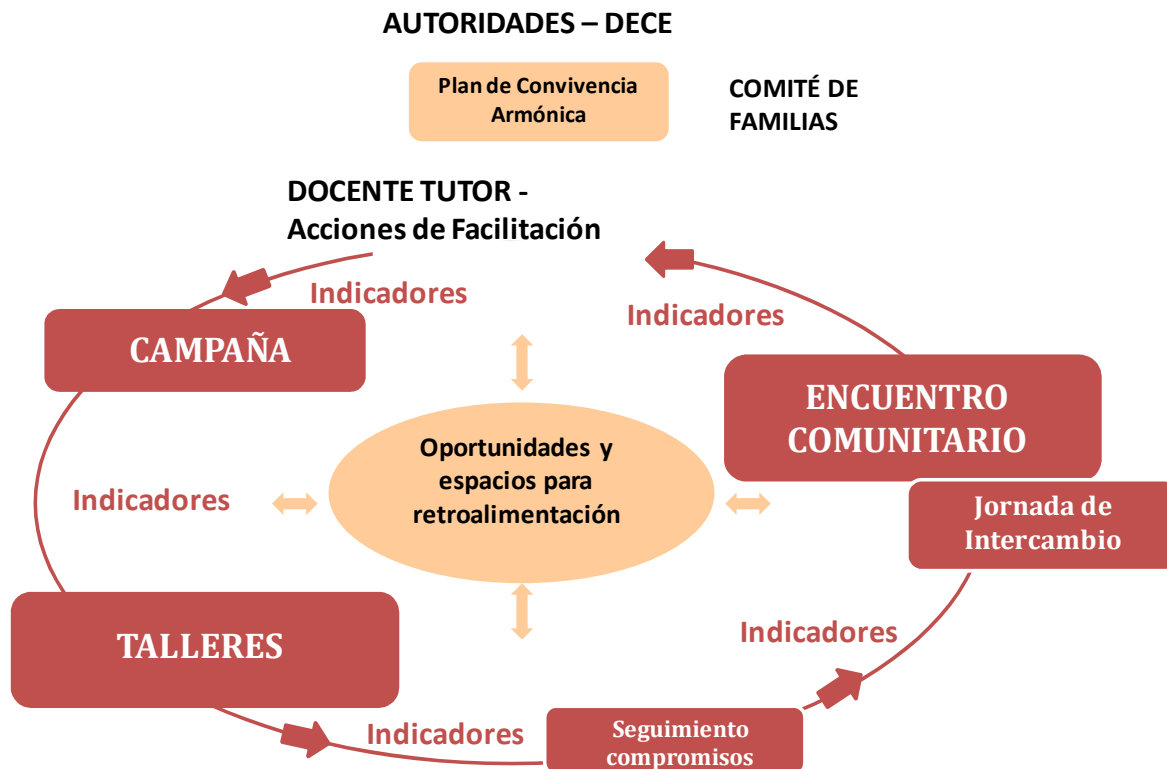 AUTORIDADES – DECE
Plan de Convivencia
Armónica
COMITÉ DE
FAMILIAS
DOCENTE TUTOR -
Acciones de Facilitación
Indicadores
Indicadores
CAMPAÑA
ENCUENTRO
COMUNITARIO
Oportunidades y
espacios para
retroalimentación
Indicadores
Jornada de
Intercambio
TALLERES
Indicadores
Indicadores
Seguimiento
compromisos